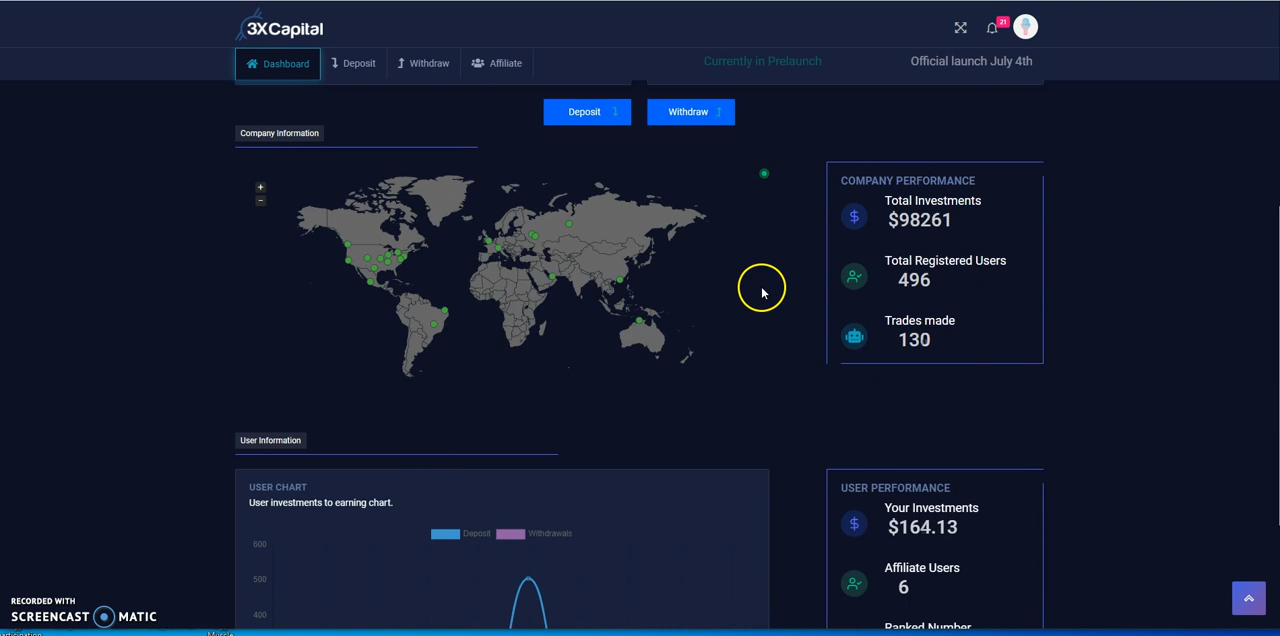 3XCapital
21
Dashboard
Deposit
Withdraw
Affiliate
Currently in Prelaunch
Official launch July 4th
Deposit
Withdraw
Company Information
+
−
COMPANY PERFORMANCE
Total Investments
$98261
Total Registered Users
496
Trades made
130
User Information
USER CHART
User investments to earning chart.
Deposit
Withdrawals
600
500
400
USER PERFORMANCE
Your Investments
$164.13
Affiliate Users
6
Ranked Number
RECORDED WITH
SCREENCAST MATIC